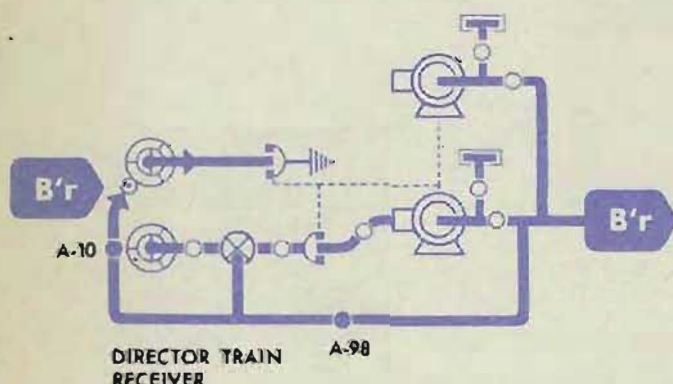 B'r
B'r
A-10
A-98
DIRECTOR TRAIN
RECEIVER